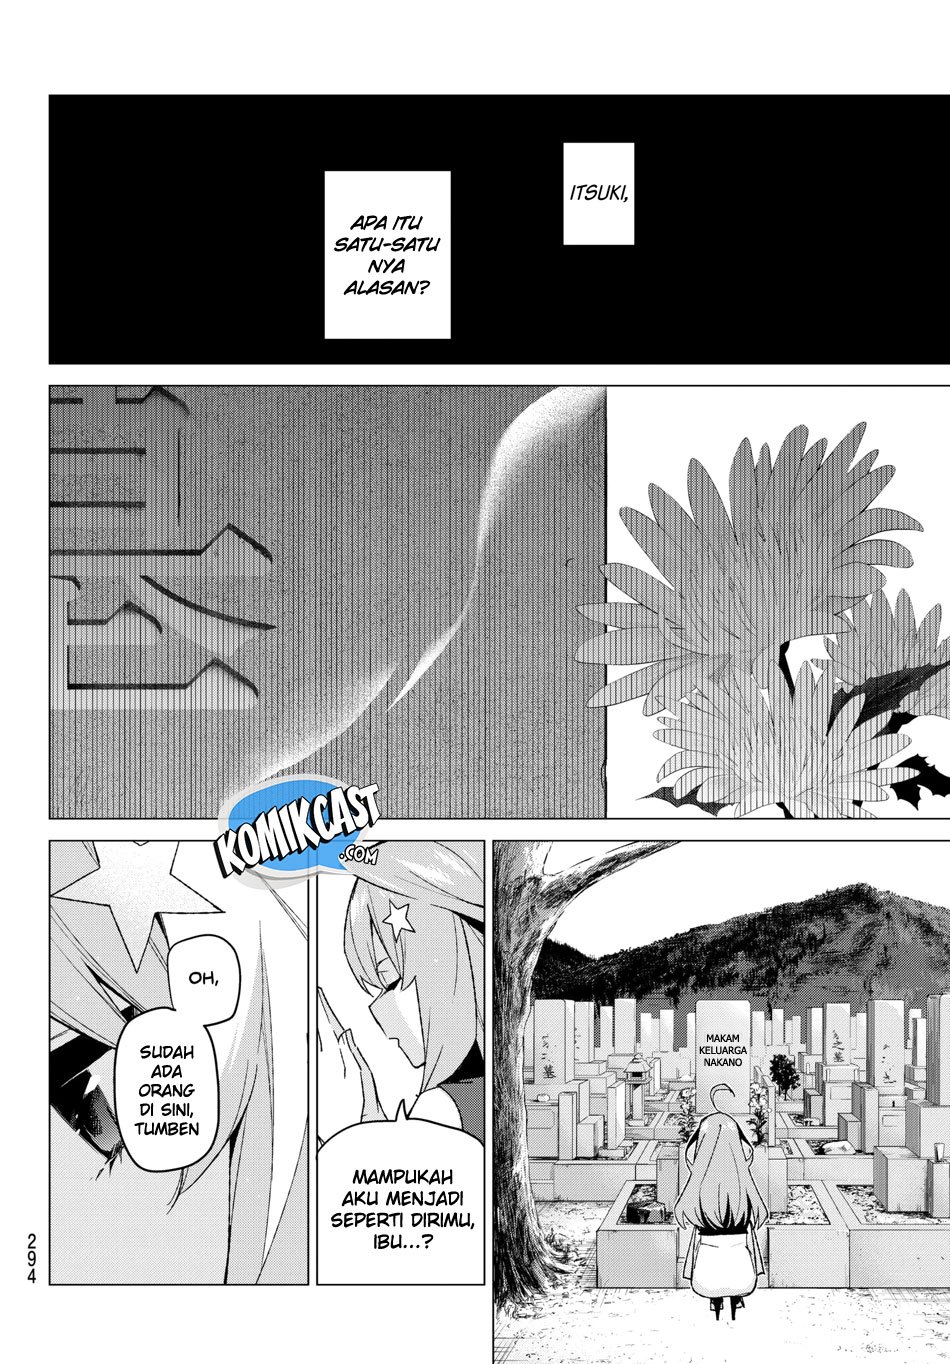 ITSUKI,
APA ITU
SATU-SATU
NYA
ALASAN?
KOMIKCAST
.COM
MAKAM
KELUARGA
NAKANO
MAMPUKAH
AKU MENJADI
SEPERTI DIRIMU,
IBU...?
OH,
SUDAH
ADA
ORANG
DI SINI,
TUMBEN
294